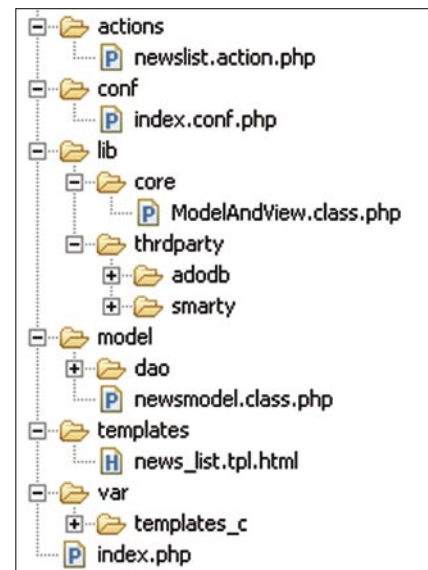 actions
newslist.action.php
conf
index.conf.php
lib
core
ModelAndView.class.php
thrdparty
adodb
smarty
model
dao
newsmodel.class.php
templates
news_list.tpl.html
var
templates_c
index.php